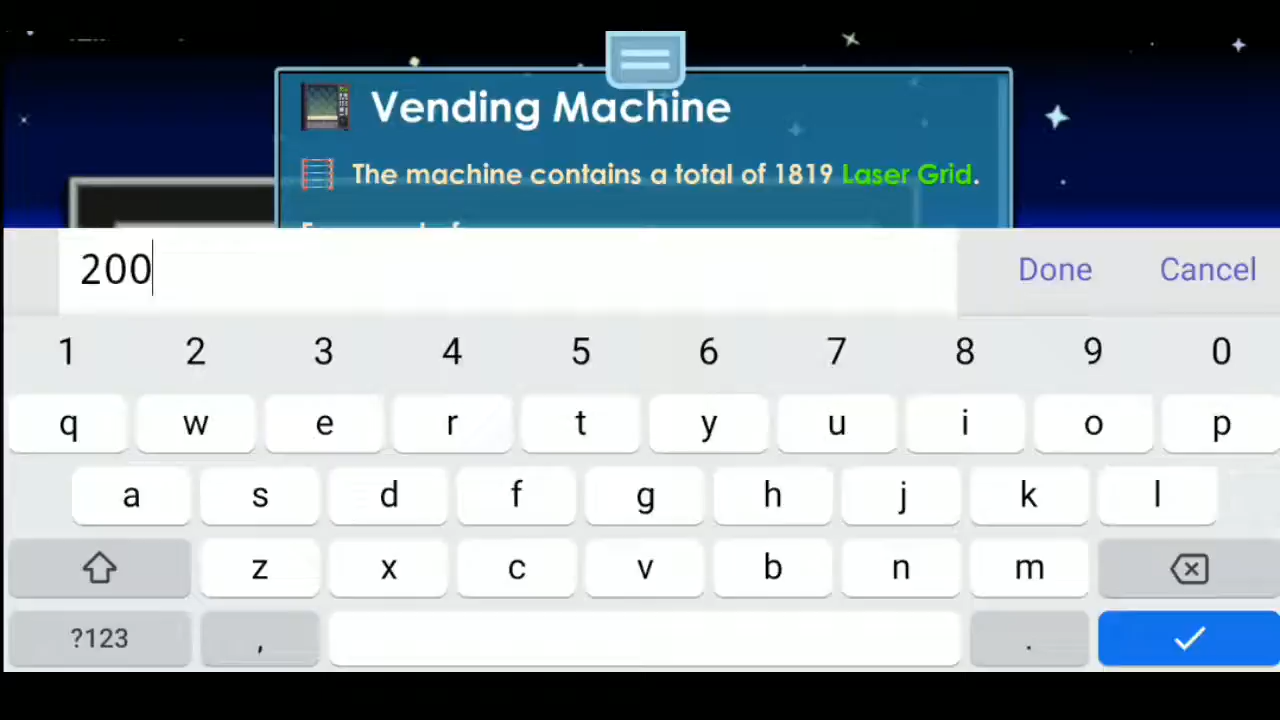 Vending Machine
The machine contains a total of 1819 Laser Grid.
200
Done Cancel
1 2 3 4 5 6 7 8 9 0
q w e r t y u i o p
a s d f g h j k l
z x c v b n m
?123 , .